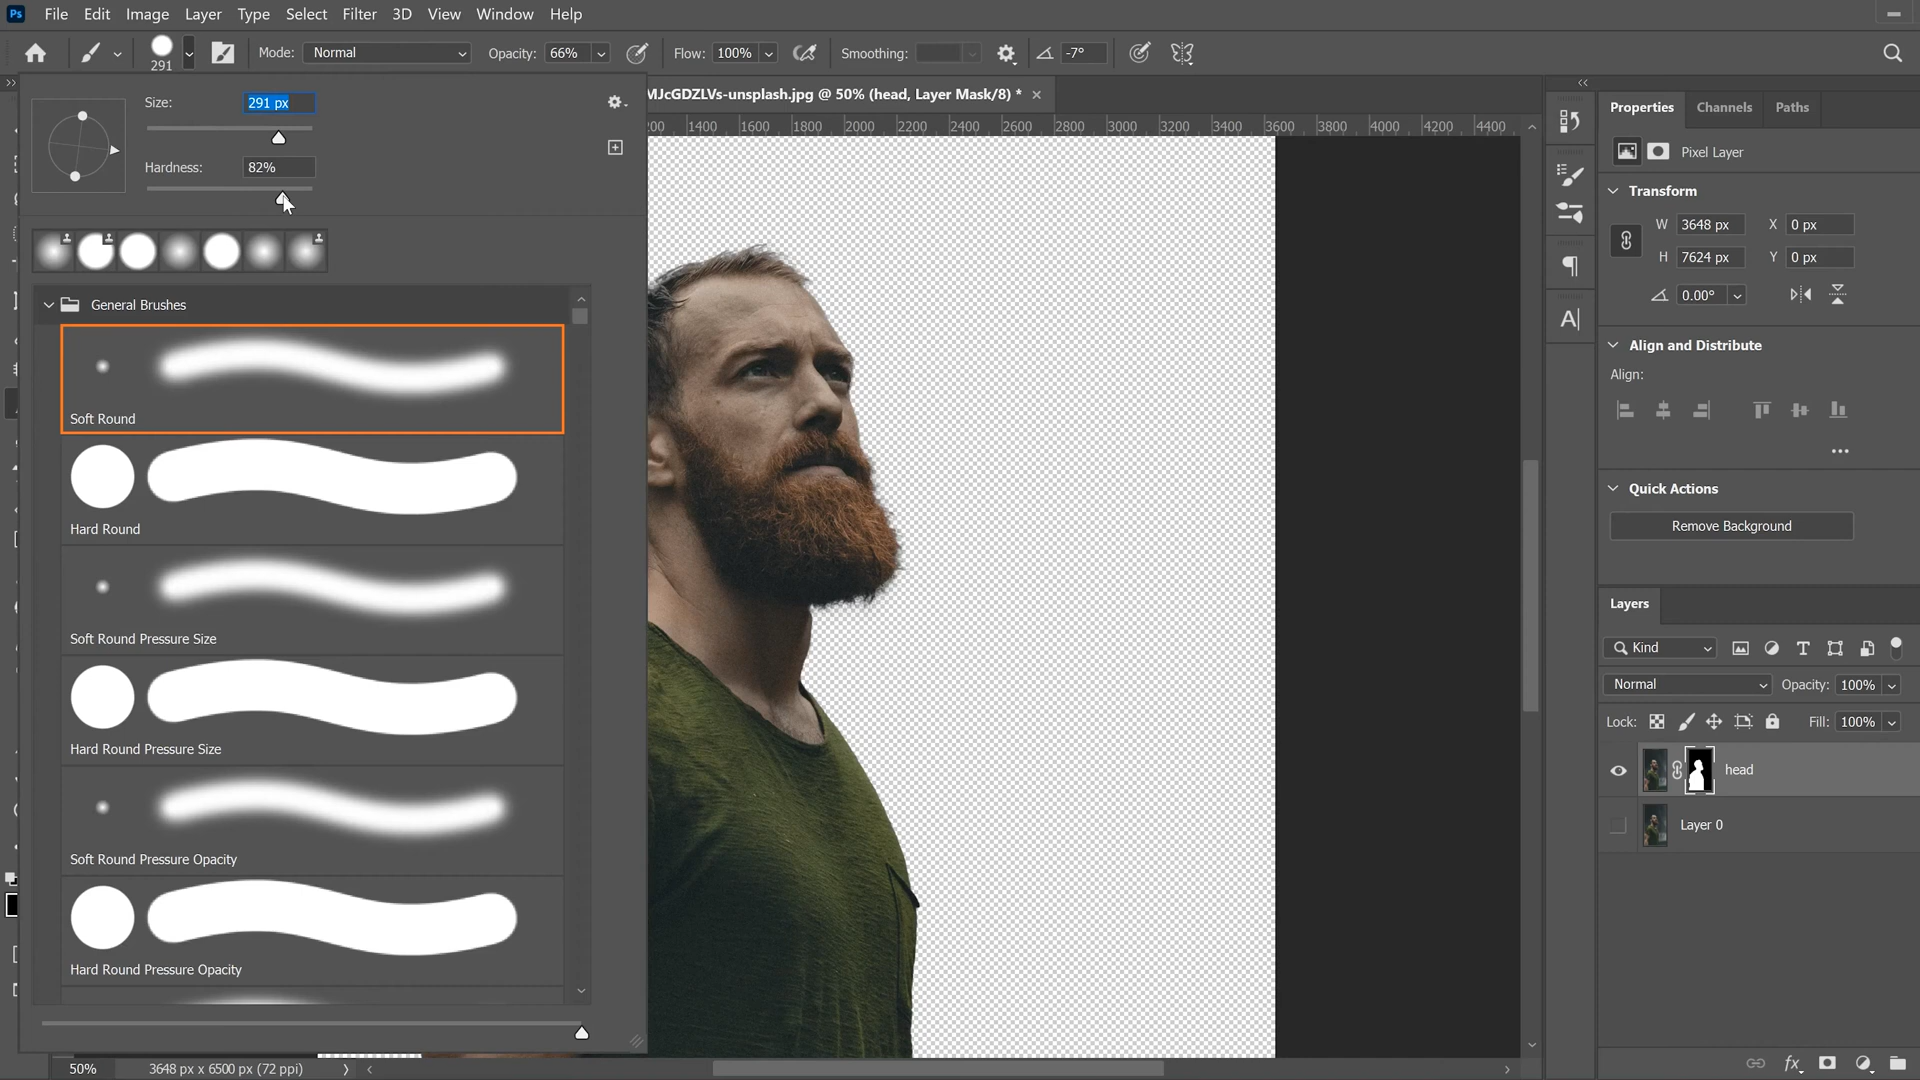 Ps File Edit Image Layer Type Select Filter 3D View Window Help
291 Mode: Normal Opacity: 66% Flow: 100% Smoothing: -7°
Size: 291 px
Hardness: 82%
General Brushes
Soft Round
Hard Round
Soft Round Pressure Size
Hard Round Pressure Size
Soft Round Pressure Opacity
Hard Round Pressure Opacity
MJcGDZLVs-unsplash.jpg @ 50% (head, Layer Mask/8) *
200 1400 1600 1800 2000 2200 2400 2600 2800 3000 3200 3400 3600 3800 4000 4200 4400
50% 3648 px x 6500 px (72 ppi)
Properties Channels Paths
Pixel Layer
Transform
W 3648 px X 0 px
H 7624 px Y 0 px
0.00°
Align and Distribute
Align:
Quick Actions
Remove Background
Layers
Kind
Normal Opacity: 100%
Lock: Fill: 100%
head
Layer 0
fx